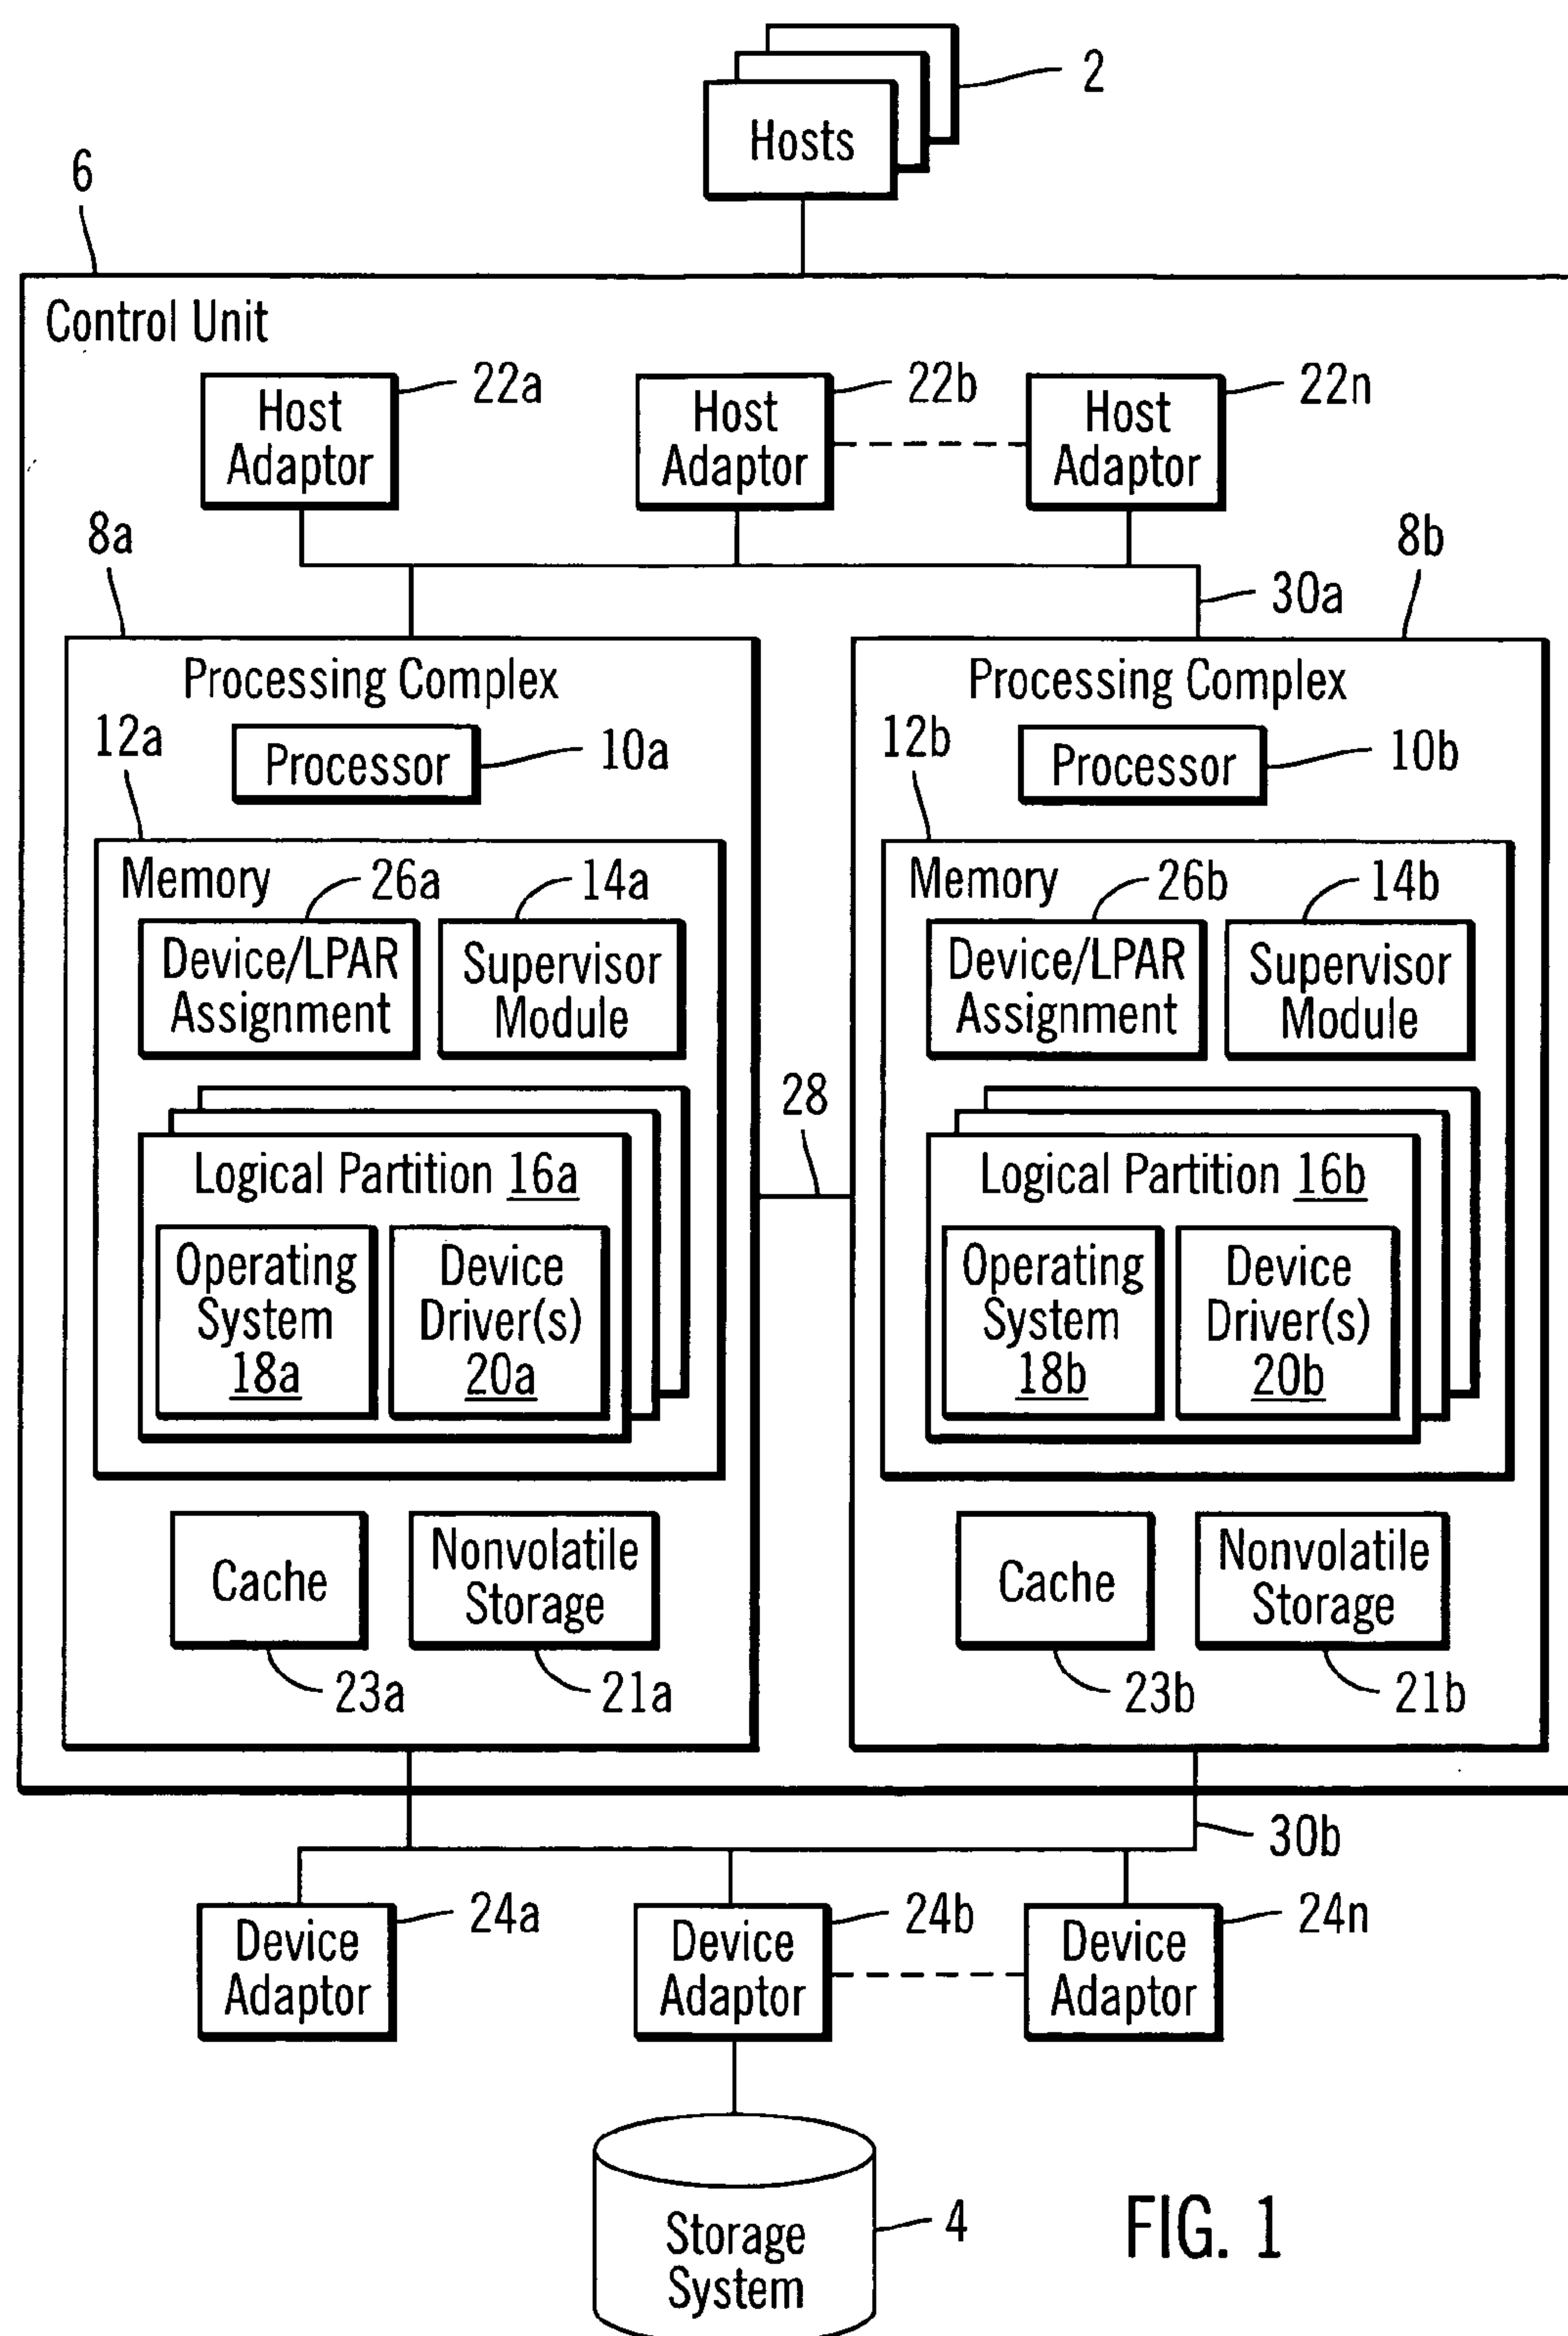 2
Hosts
6
Control Unit
22a
22b
22n
Host
Adaptor
Host
Adaptor
Host
Adaptor
8a
8b
30a
Processing Complex
12a
Processor
10a
Memory
26a
14a
Device/LPAR
Assignment
Supervisor
Module
Logical Partition 16a
Operating
System
18a
Device
Driver(s)
20a
Cache
Nonvolatile
Storage
23a
21a
28
Processing Complex
12b
Processor
10b
Memory
26b
14b
Device/LPAR
Assignment
Supervisor
Module
Logical Partition 16b
Operating
System
18b
Device
Driver(s)
20b
Cache
Nonvolatile
Storage
23b
21b
30b
24a
24b
24n
Device
Adaptor
Device
Adaptor
Device
Adaptor
Storage
System
4
FIG. 1